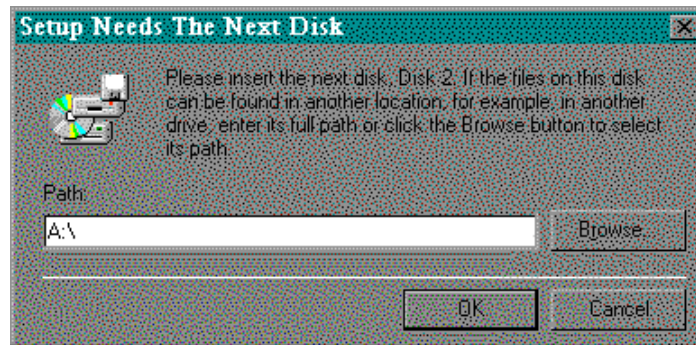 Setup Needs The Next Disk
Please insert the next disk, Disk 2. If the files on this disk
can be found in another location, for example, in another
drive, enter its full path or click the Browse button to select
its path.
Path:
A:\
Browse...
OK
Cancel